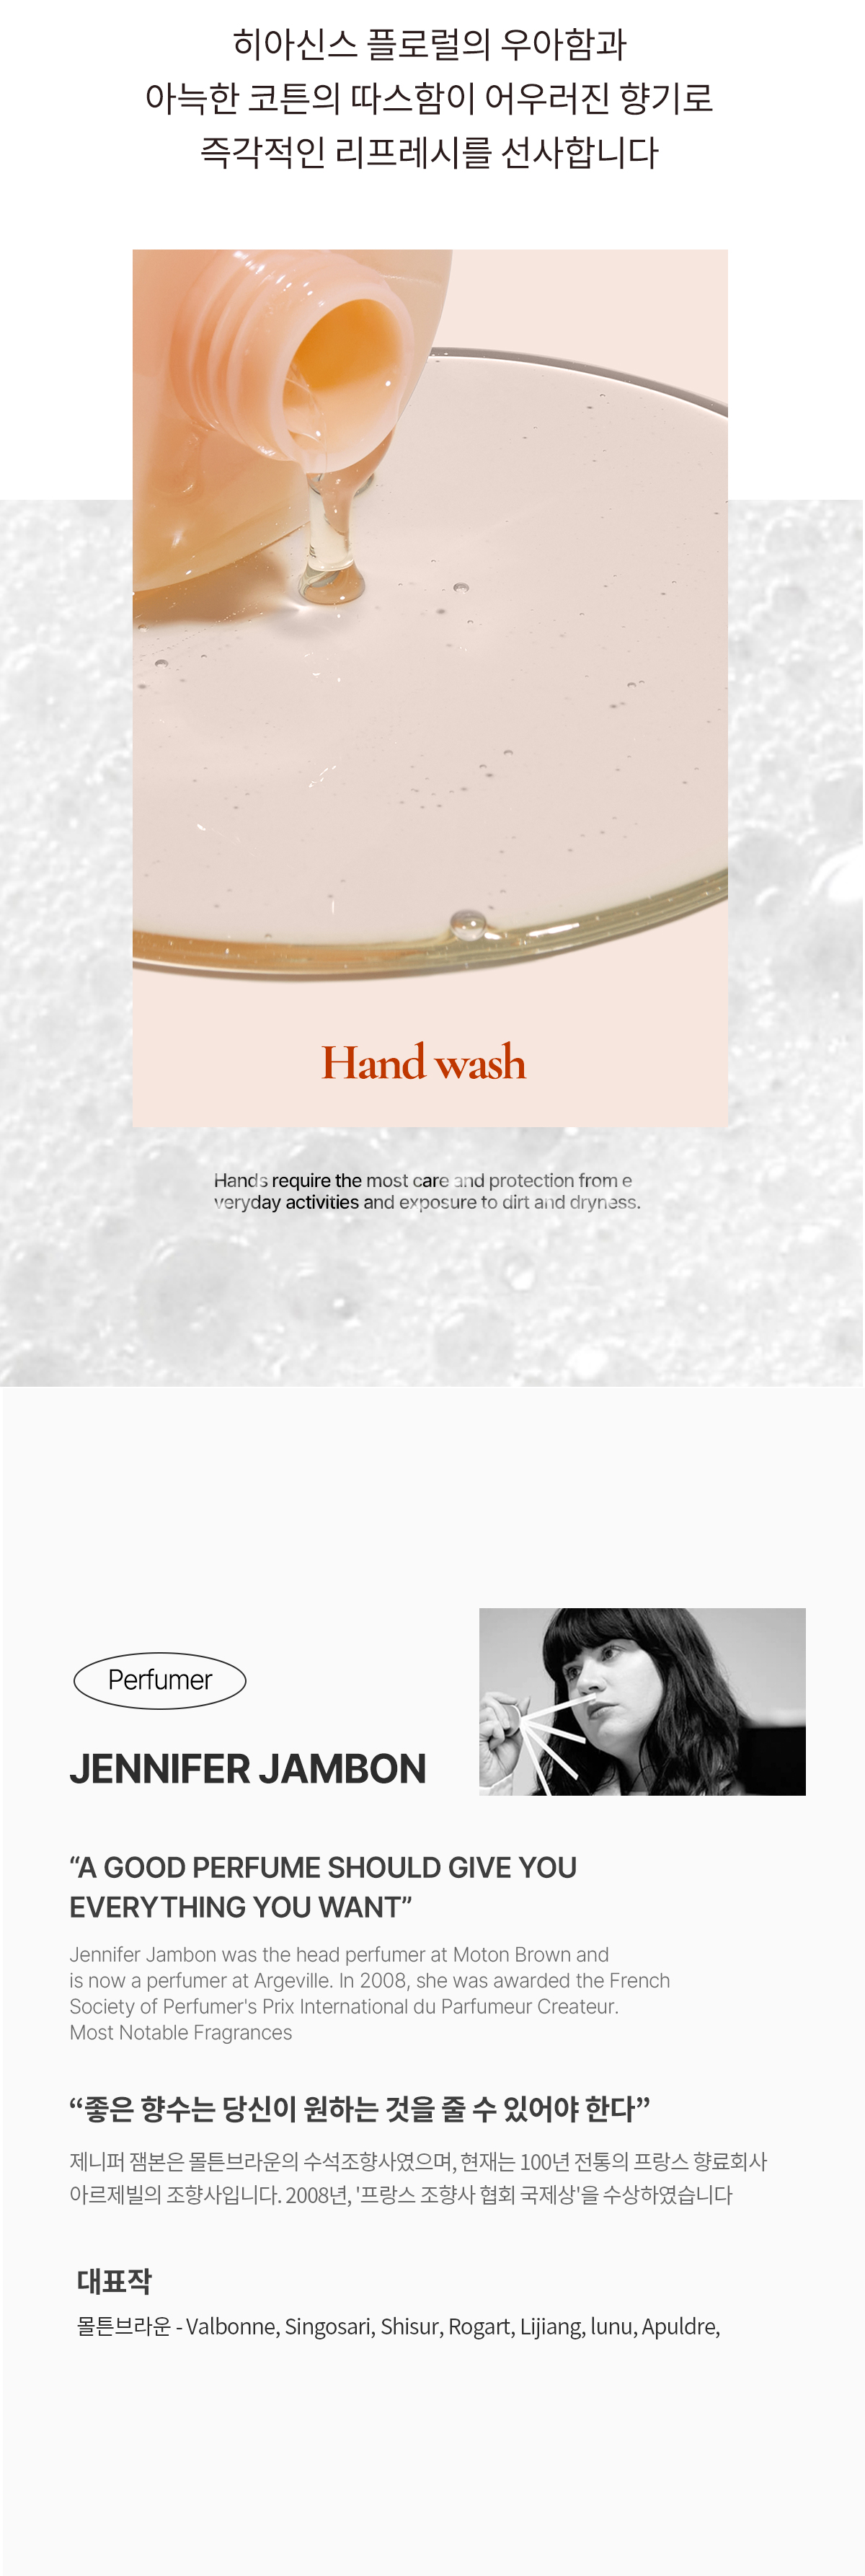 히아신스 플로럴의 우아함과
아늑한 코튼의 따스함이 어우러진 향기로
즉각적인 리프레시를 선사합니다
Hand wash
Hands require the most care and protection from e
veryday activities and exposure to dirt and dryness.
Perfumer
JENNIFER JAMBON
“A GOOD PERFUME SHOULD GIVE YOU
EVERYTHING YOU WANT”
Jennifer Jambon was the head perfumer at Moton Brown and
is now a perfumer at Argeville. In 2008, she was awarded the French
Society of Perfumer's Prix International du Parfumeur Createur.
Most Notable Fragrances
“좋은 향수는 당신이 원하는 것을 줄 수 있어야 한다”
제니퍼 잼본은 몰튼브라운의 수석조향사였으며, 현재는 100년 전통의 프랑스 향료회사
아르제빌의 조향사입니다. 2008년, '프랑스 조향사 협회 국제상'을 수상하였습니다
대표작
몰튼브라운 - Valbonne, Singosari, Shisur, Rogart, Lijiang, lunu, Apuldre,